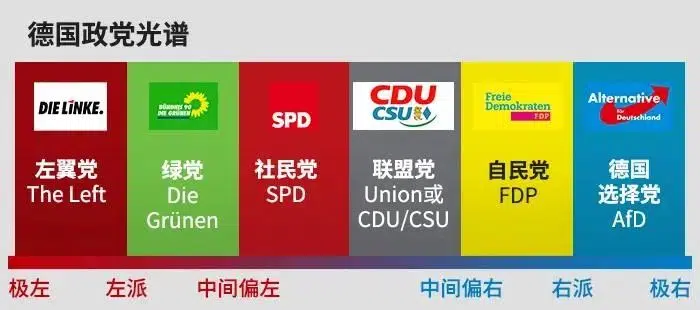 德国政党光谱
DIE LINKE.
BÜNDNIS 90
DIE GRÜNEN
SPD
CDU
CSU
Freie
Demokraten
FDP
Alternative
für
Deutschland
左翼党
The Left
绿党
Die
Grünen
社民党
SPD
联盟党
Union或
CDU/CSU
自民党
FDP
德国
选择党
AfD
极左
左派
中间偏左
中间偏右
右派
极右